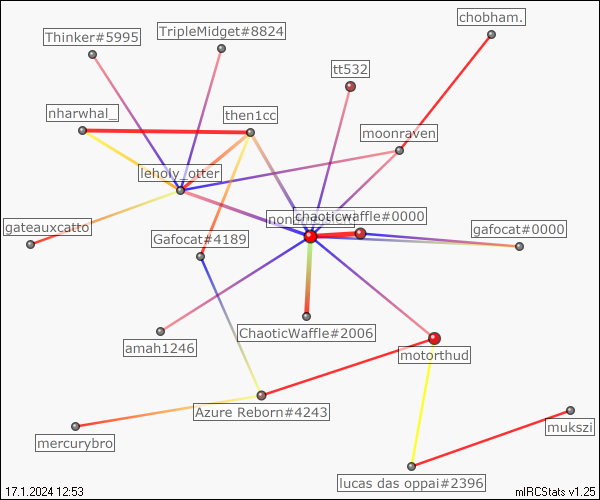 chobham.
Thinker#5995
TripleMidget#8824
tt532
nharwhal_
then1cc
moonraven
leholy_otter
chaoticwaffle#0000
gateauxcatto
Gafocat#4189
gafocat#0000
ChaoticWaffle#2006
amah1246
motorthud
Azure Reborn#4243
mukszi
mercurybro
lucas das oppai#2396
17.1.2024 12:53
mIRCStats v1.25